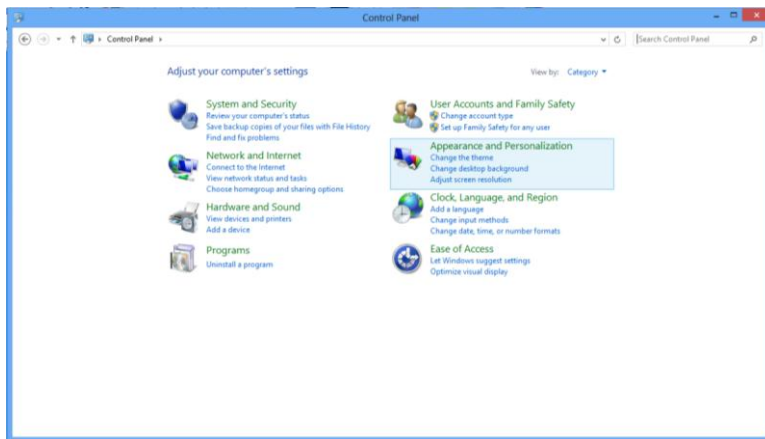 Control Panel
Control Panel
Search Control Panel
Adjust your computer's settings
View by: Category
System and Security
Review your computer's status
Save backup copies of your files with File History
Find and fix problems
Network and Internet
Connect to the Internet
View network status and tasks
Choose homegroup and sharing options
Hardware and Sound
View devices and printers
Add a device
Programs
Uninstall a program
User Accounts and Family Safety
Change account type
Set up Family Safety for any user
Appearance and Personalization
Change the theme
Change desktop background
Adjust screen resolution
Clock, Language, and Region
Add a language
Change input methods
Change date, time, or number formats
Ease of Access
Let Windows suggest settings
Optimize visual display